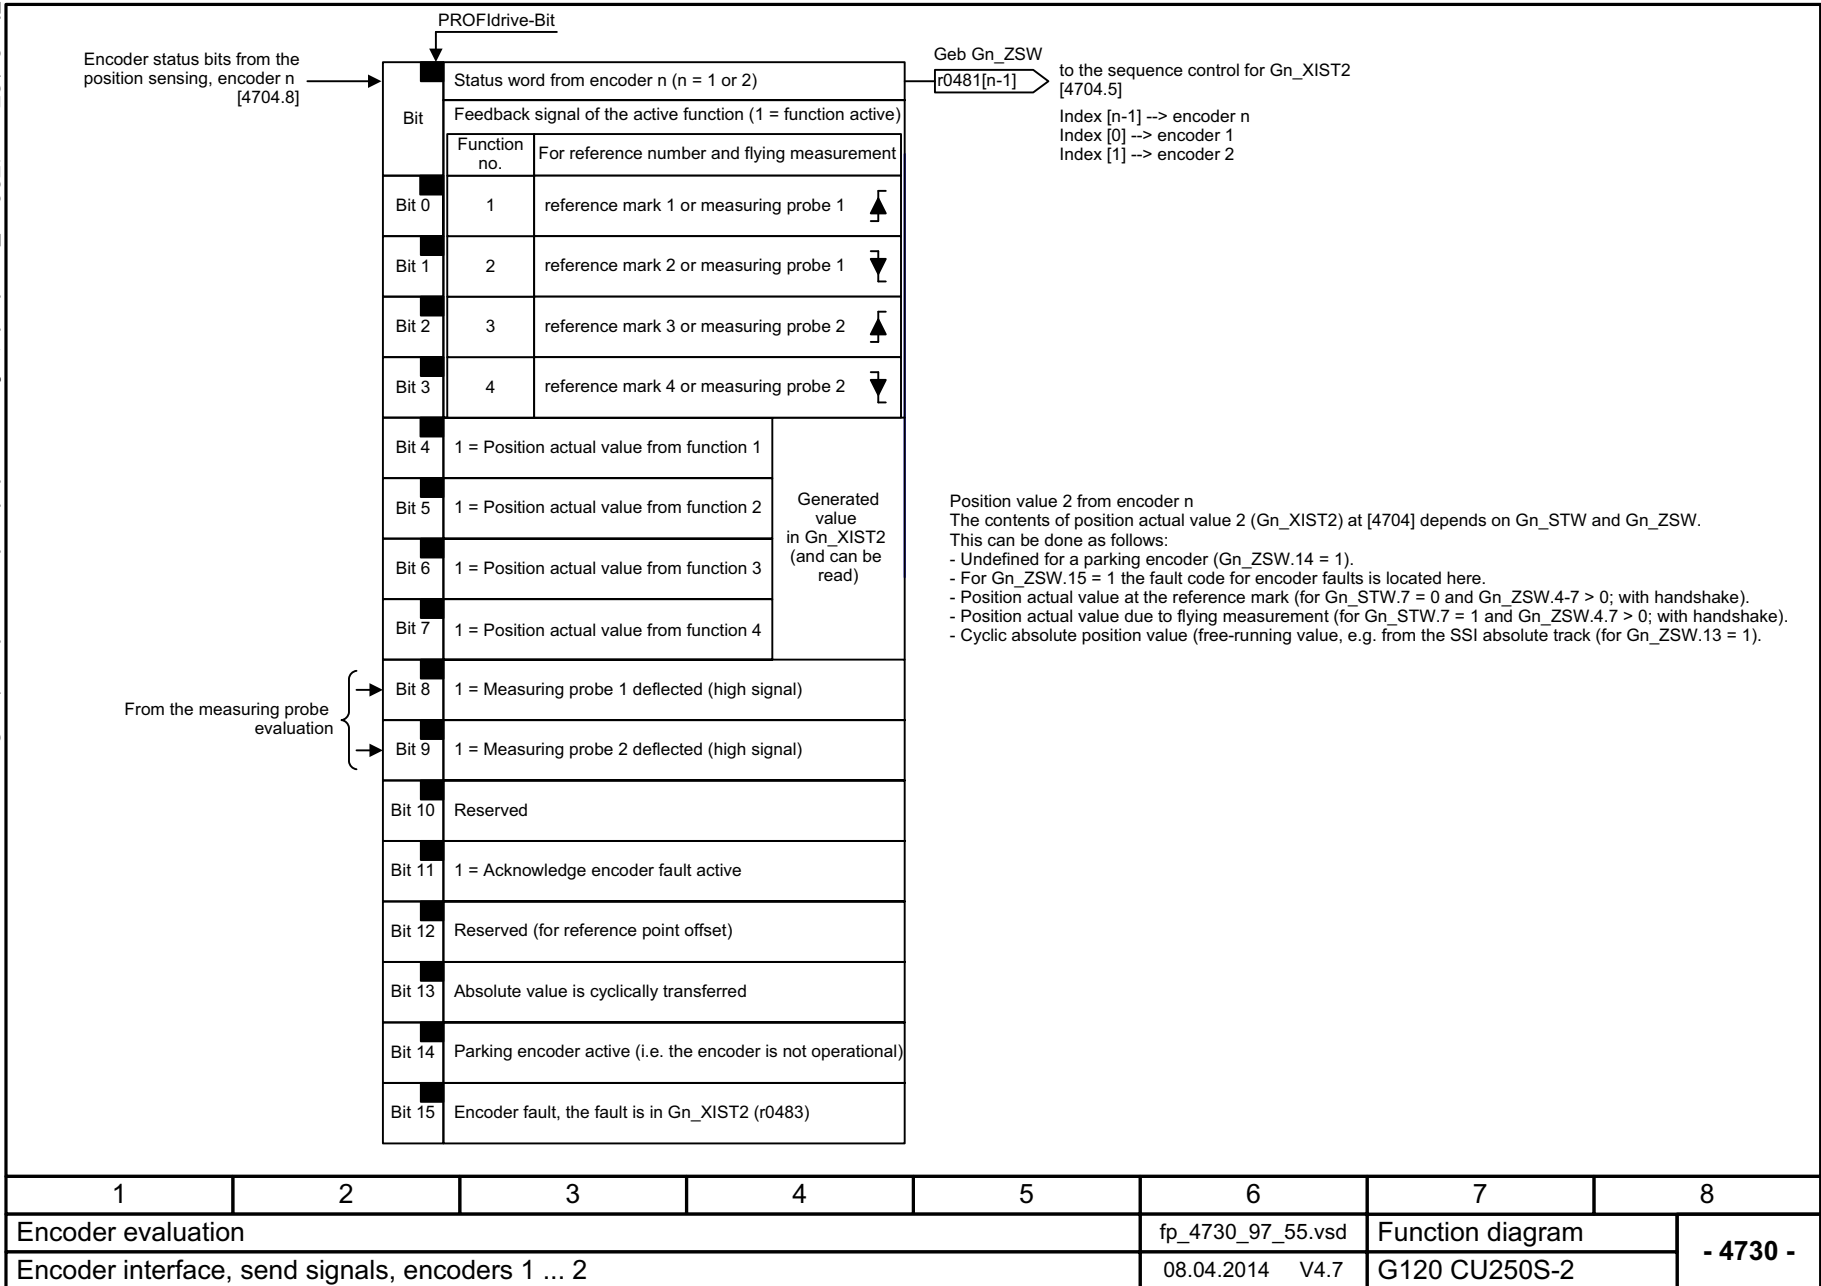 PROFIdrive-Bit
Encoder status bits from the
position sensing, encoder n
[4704.8]
Bit
Status word from encoder n (n = 1 or 2)
Feedback signal of the active function (1 = function active)
Function
no.
For reference number and flying measurement
Geb Gn_ZSW
r0481[n-1]
to the sequence control for Gn_XIST2
[4704.5]
Index [n-1] --> encoder n
Index [0] --> encoder 1
Index [1] --> encoder 2
Bit 0 1 reference mark 1 or measuring probe 1
Bit 1 2 reference mark 2 or measuring probe 1
Bit 2 3 reference mark 3 or measuring probe 2
Bit 3 4 reference mark 4 or measuring probe 2
Bit 4 1 = Position actual value from function 1
Bit 5 1 = Position actual value from function 2
Bit 6 1 = Position actual value from function 3
Bit 7 1 = Position actual value from function 4
Generated
value
in Gn_XIST2
(and can be
read)
Position value 2 from encoder n
The contents of position actual value 2 (Gn_XIST2) at [4704] depends on Gn_STW and Gn_ZSW.
This can be done as follows:
- Undefined for a parking encoder (Gn_ZSW.14 = 1).
- For Gn_ZSW.15 = 1 the fault code for encoder faults is located here.
- Position actual value at the reference mark (for Gn_STW.7 = 0 and Gn_ZSW.4-7 > 0; with handshake).
- Position actual value due to flying measurement (for Gn_STW.7 = 1 and Gn_ZSW.4.7 > 0; with handshake).
- Cyclic absolute position value (free-running value, e.g. from the SSI absolute track (for Gn_ZSW.13 = 1).
From the measuring probe
evaluation
Bit 8 1 = Measuring probe 1 deflected (high signal)
Bit 9 1 = Measuring probe 2 deflected (high signal)
Bit 10 Reserved
Bit 11 1 = Acknowledge encoder fault active
Bit 12 Reserved (for reference point offset)
Bit 13 Absolute value is cyclically transferred
Bit 14 Parking encoder active (i.e. the encoder is not operational)
Bit 15 Encoder fault, the fault is in Gn_XIST2 (r0483)
1 2 3 4 5 6 7 8
Encoder evaluation fp_4730_97_55.vsd Function diagram
- 4730 -
Encoder interface, send signals, encoders 1 ... 2 08.04.2014 V4.7 G120 CU250S-2